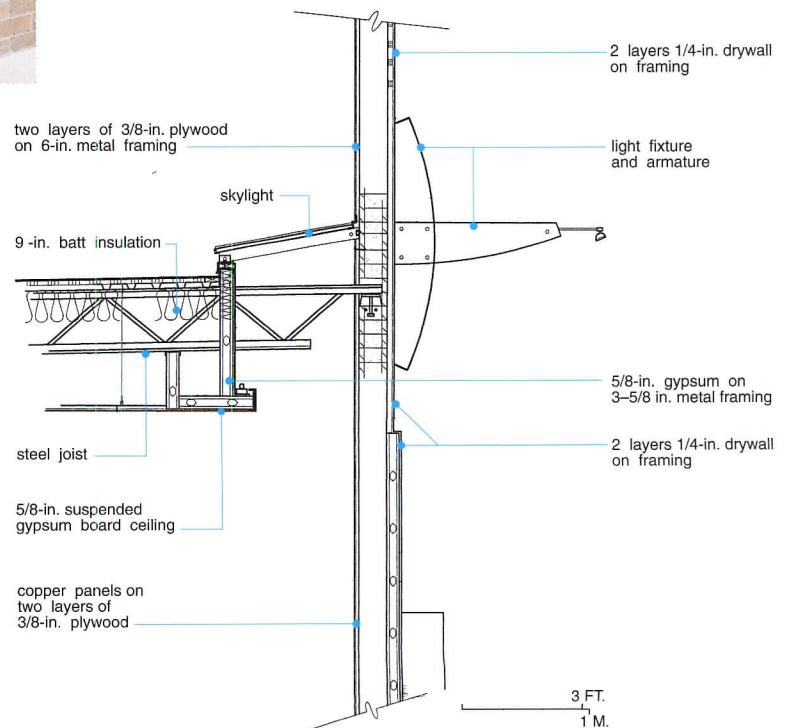 2 layers 1/4-in. drywall
on framing
two layers of 3/8-in. plywood
on 6-in. metal framing
light fixture
and armature
skylight
9 -in. batt insulation
5/8-in. gypsum on
3–5/8 in. metal framing
steel joist
2 layers 1/4-in. drywall
on framing
5/8-in. suspended
gypsum board ceiling
copper panels on
two layers of
3/8-in. plywood
3 FT.
1 M.